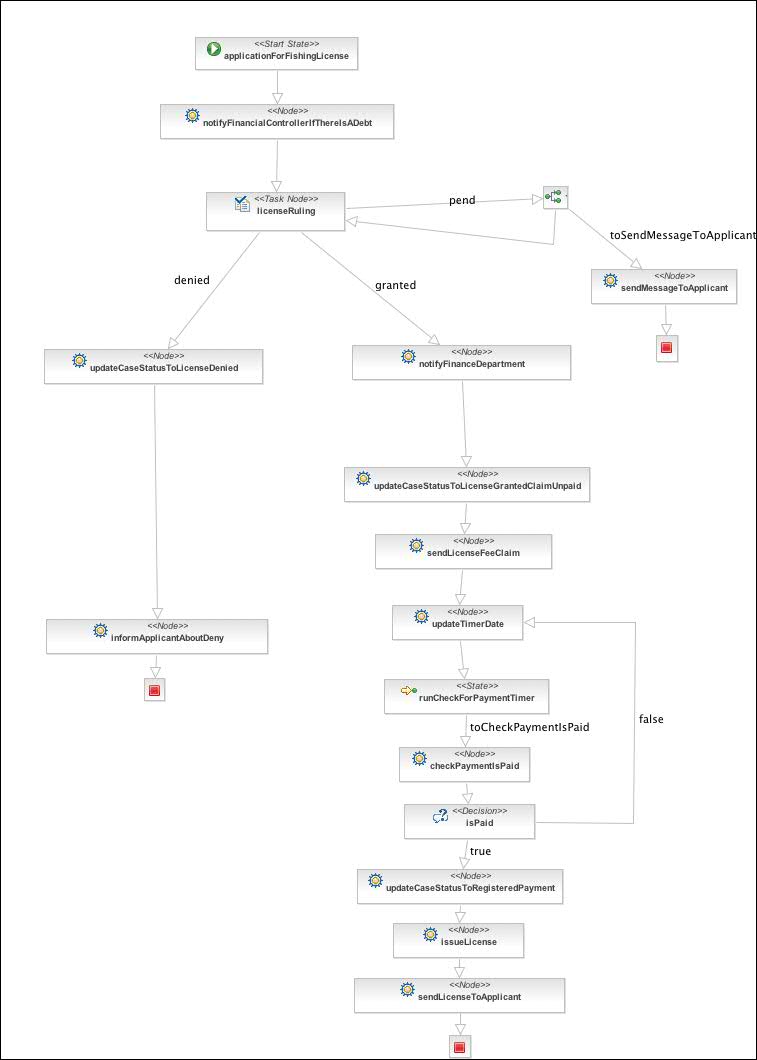 <<Start State>>
applicationForFishingLicense
<<Node>>
notifyFinancialControllerIfThereIsADebt
<<Task Node>>
licenseRuling
pend
toSendMessageToApplicant
<<Node>>
sendMessageToApplicant
denied
granted
<<Node>>
updateCaseStatusToLicenseDenied
<<Node>>
notifyFinanceDepartment
<<Node>>
updateCaseStatusToLicenseGrantedClaimUnpaid
<<Node>>
sendLicenseFeeClaim
<<Node>>
updateTimerDate
<<Node>>
informApplicantAboutDeny
<<State>>
runCheckForPaymentTimer
toCheckPaymentIsPaid
false
<<Node>>
checkPaymentIsPaid
<<Decision>>
isPaid
true
<<Node>>
updateCaseStatusToRegisteredPayment
<<Node>>
issueLicense
<<Node>>
sendLicenseToApplicant